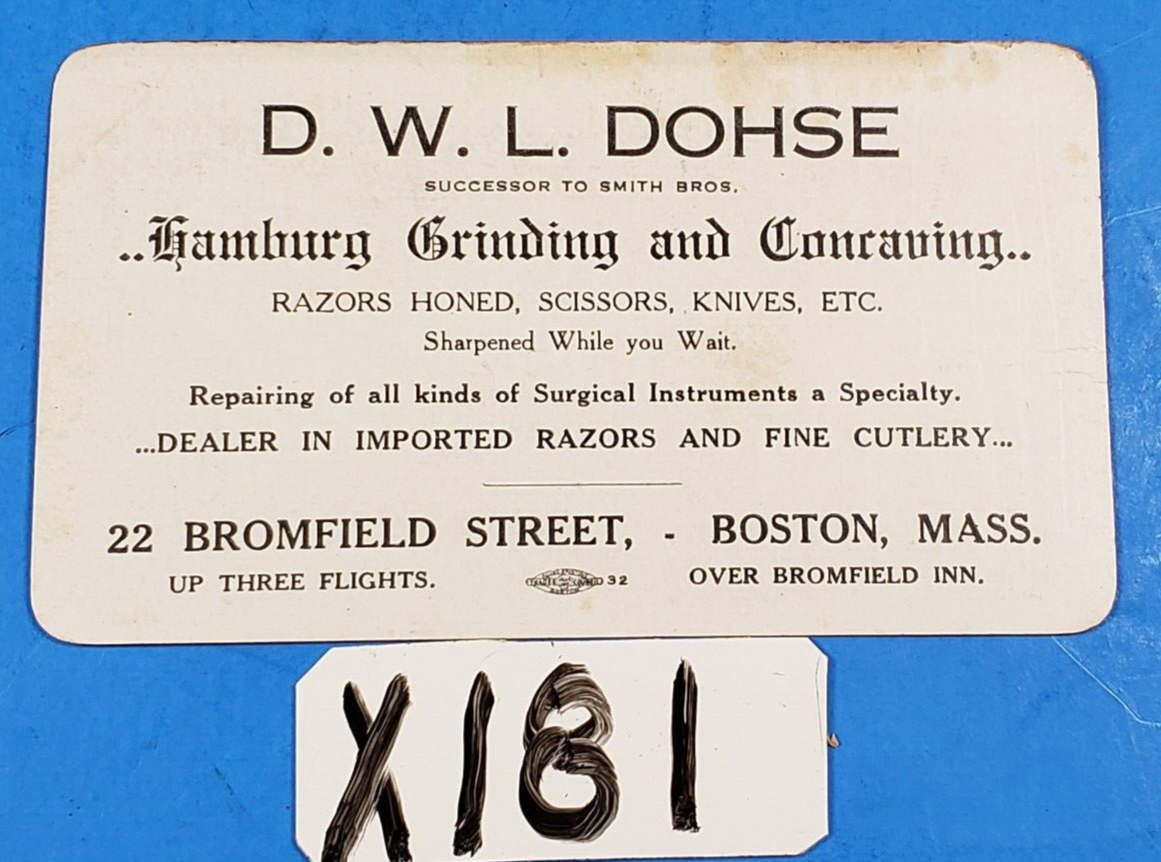 D. W. L. DOHSE
SUCCESSOR TO SMITH BROS.
..Hamburg Grinding and Concaving..
RAZORS HONED, SCISSORS, KNIVES, ETC.
Sharpened While you Wait.
Repairing of all kinds of Surgical Instruments a Specialty.
...DEALER IN IMPORTED RAZORS AND FINE CUTLERY...
22 BROMFIELD STREET, - BOSTON, MASS.
UP THREE FLIGHTS. 32 OVER BROMFIELD INN.
X181